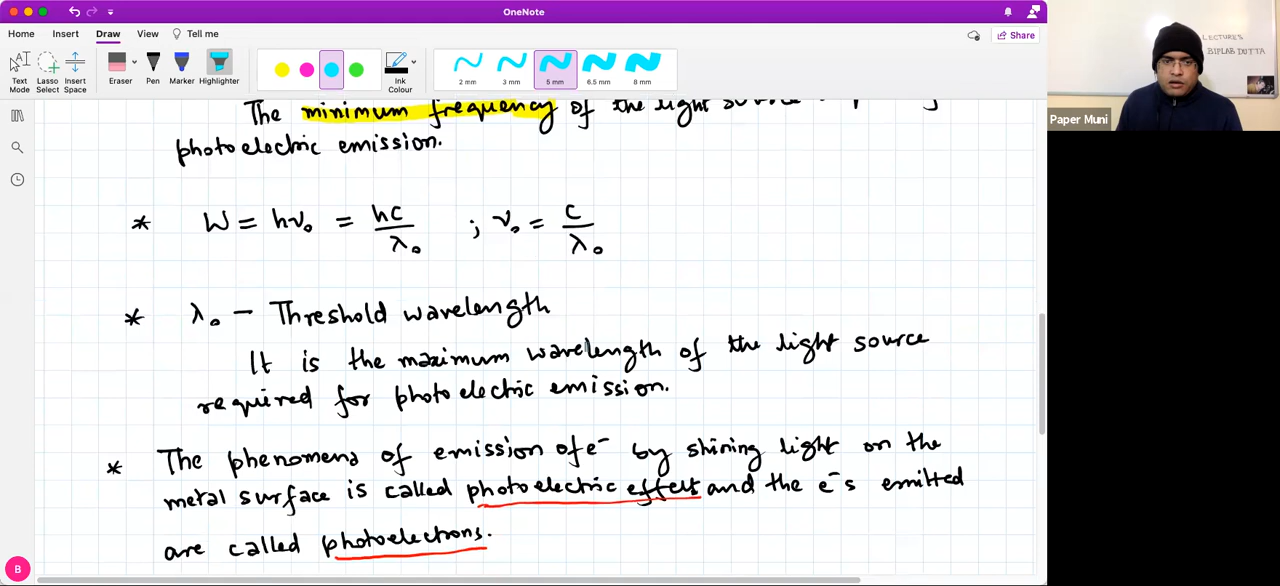 OneNote
Home Insert Draw View Tell me
Share
Text Mode
Lasso Select
Insert Space
Eraser
Pen
Marker
Highlighter
Ink Colour
2 mm
3 mm
5 mm
6.5 mm
8 mm
LECTURES
BIPLAB DUTTA
Paper Muni
The minimum frequency of the light source
photoelectric emission.
* W = hν₀ = hc/λ₀ ; ν₀ = c/λ₀
* λ₀ – Threshold wavelength
It is the maximum wavelength of the light source
required for photoelectric emission.
* The phenomena of emission of e⁻ by shining light on the
metal surface is called photoelectric effect and the e⁻s emitted
are called photoelectrons.
B